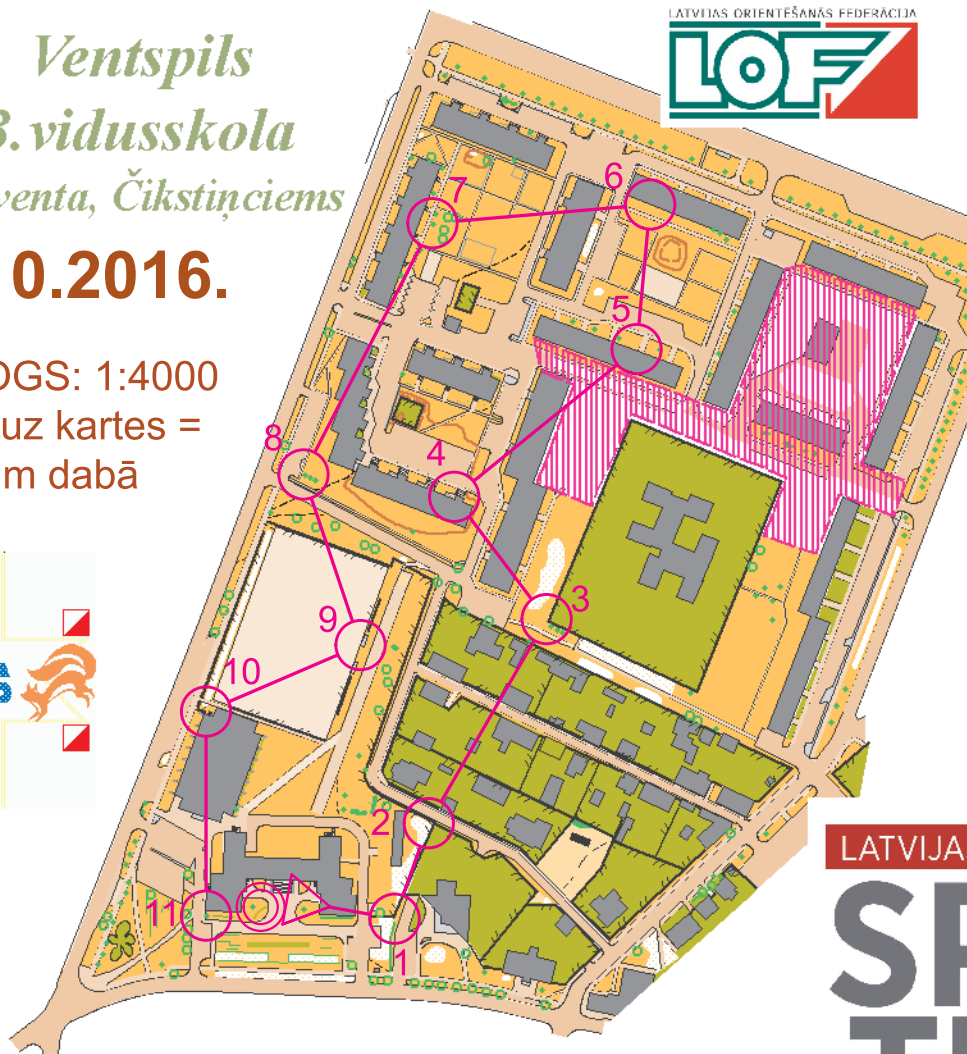 LATVIJAS ORIENTĒŠANĀS FEDERĀCIJA
LOF
Ventspils
3.vidusskola
venta, Čikstiņciems
0.2016.
OGS: 1:4000
uz kartes =
m dabā
6
7
5
8
4
3
9
10
2
11
1
LATVIJA